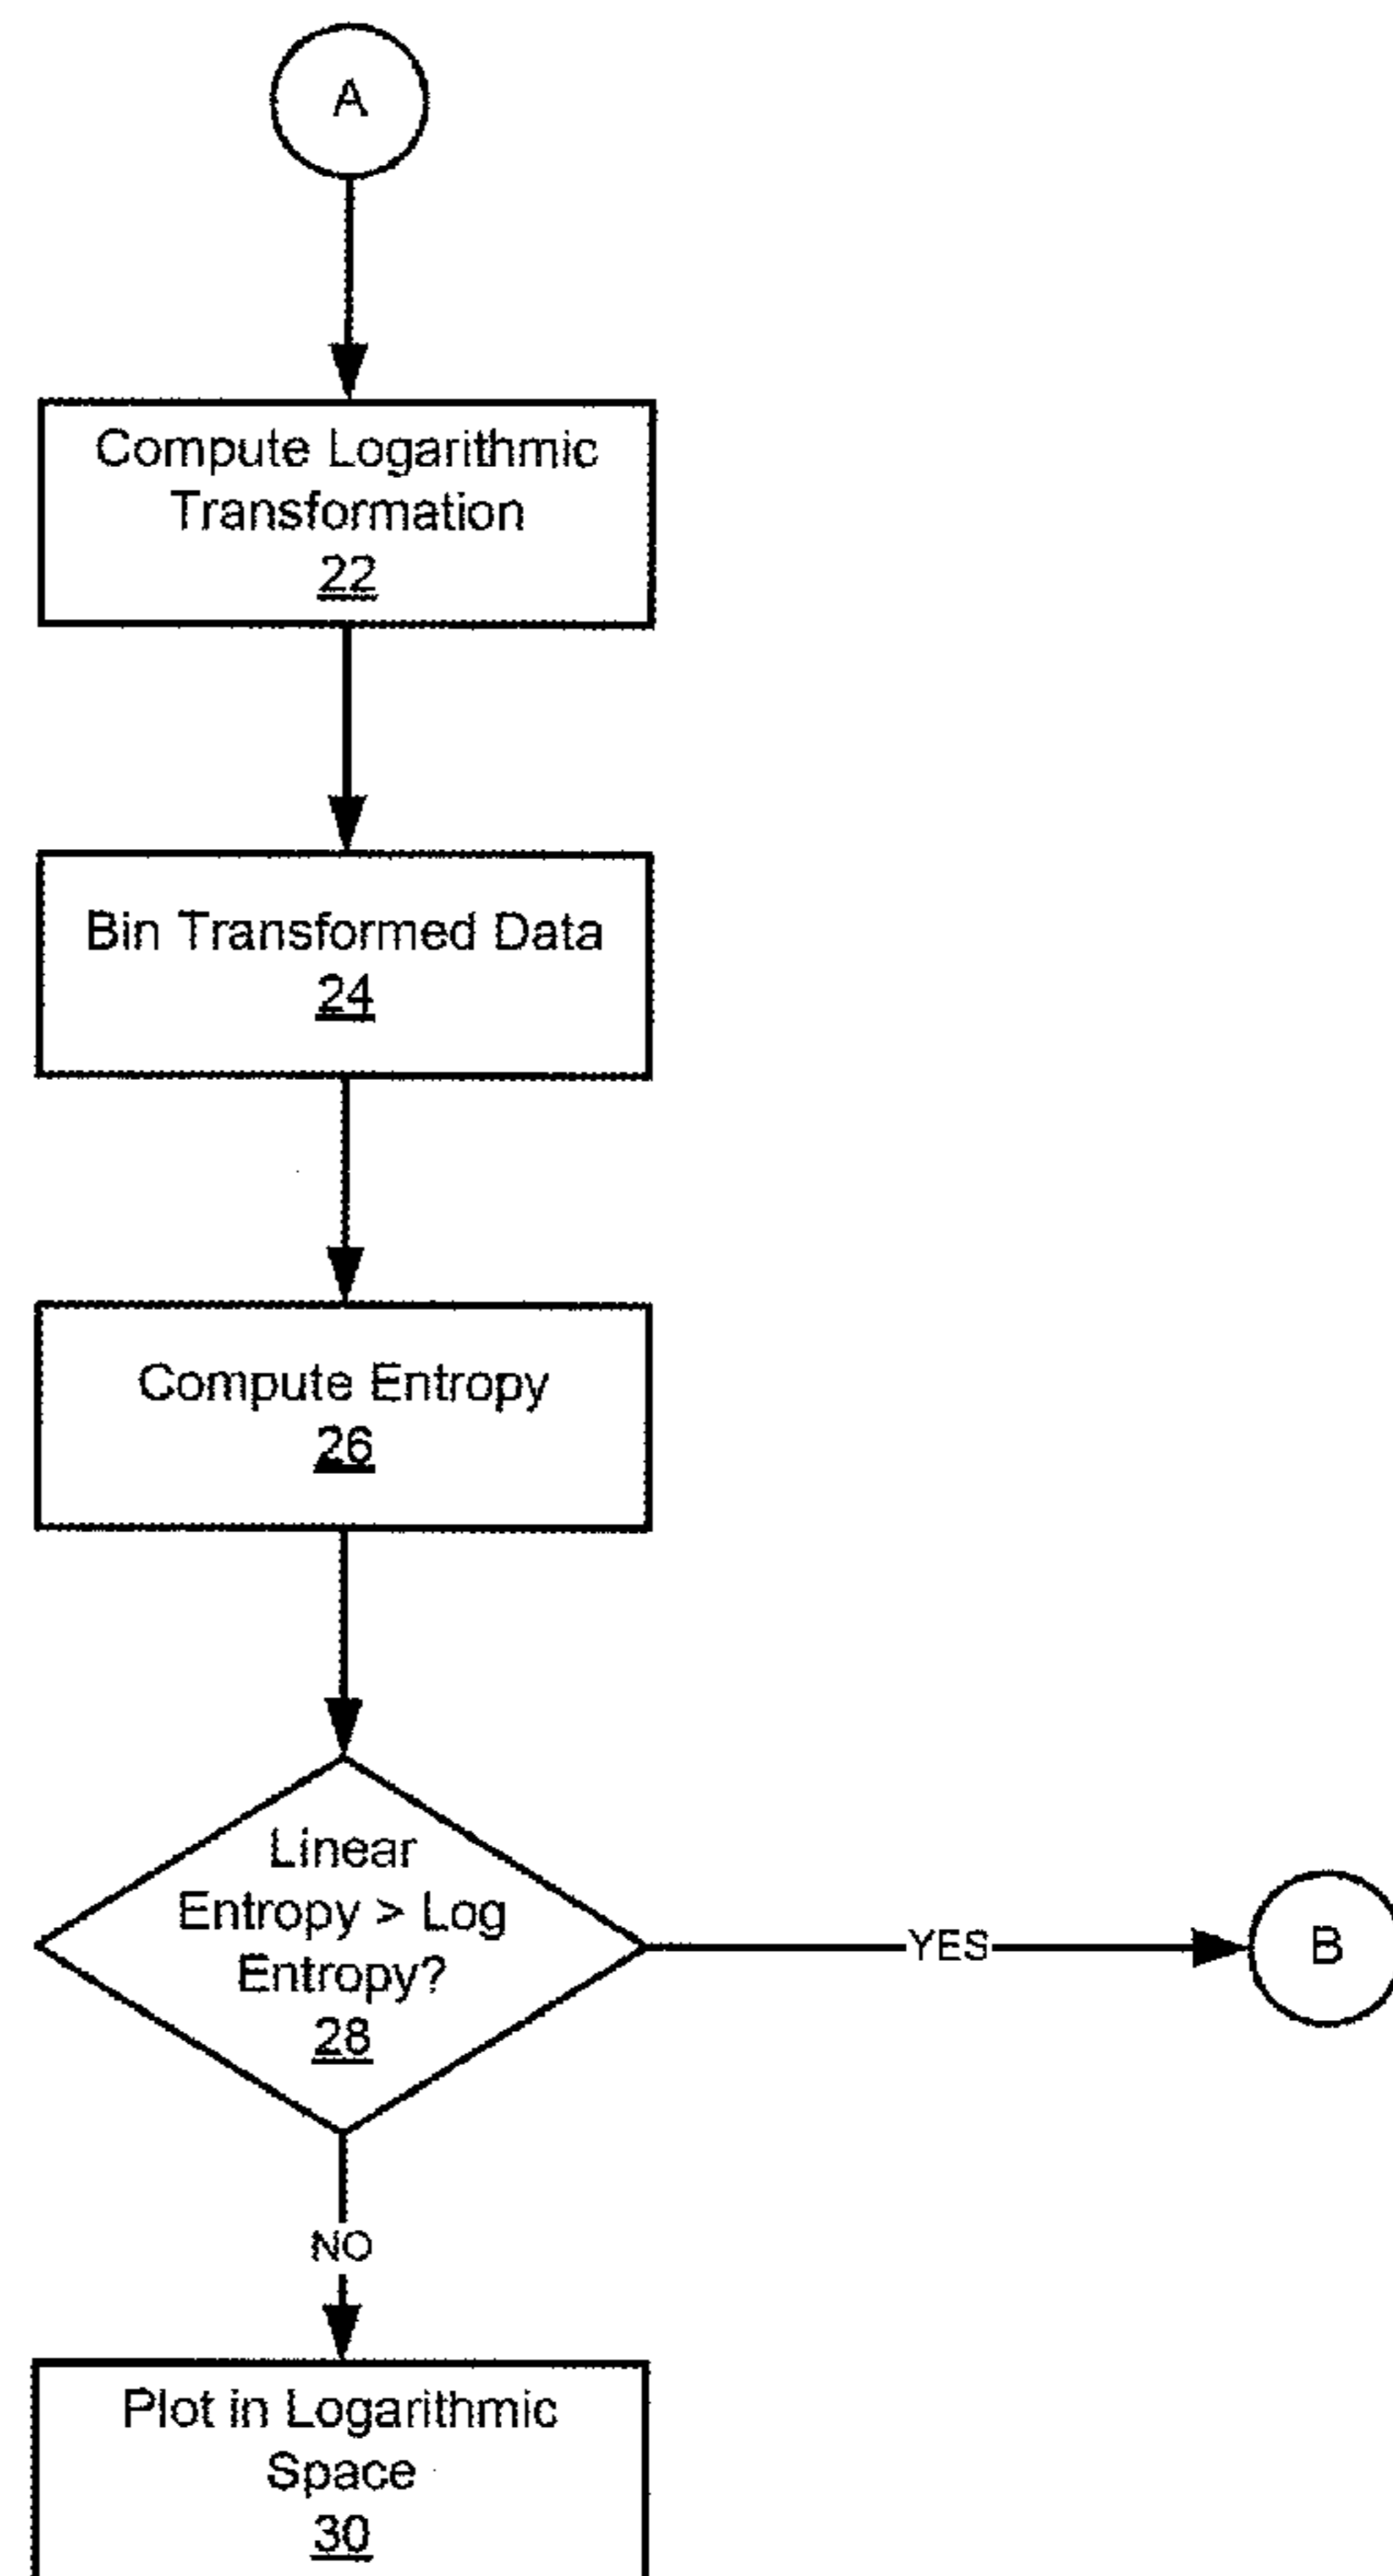 A
Compute Logarithmic
Transformation
22
Bin Transformed Data
24
Compute Entropy
26
Linear
Entropy > Log
Entropy?
28
YES
B
NO
Plot in Logarithmic
Space
30